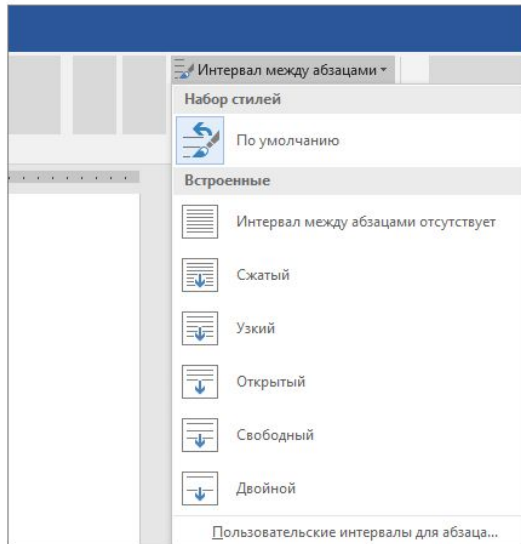 Интервал между абзацами
Набор стилей
По умолчанию
Встроенные
Интервал между абзацами отсутствует
Сжатый
Узкий
Открытый
Свободный
Двойной
Пользовательские интервалы для абзаца...